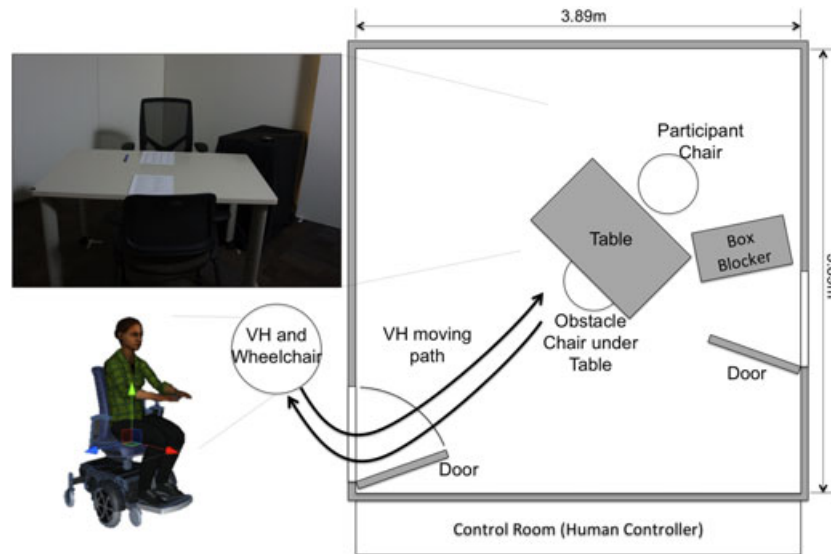 3.89m
Participant
Chair
Table
Box
Blocker
VH and
Wheelchair
VH moving
path
Obstacle
Chair under
Table
Door
Door
Control Room (Human Controller)